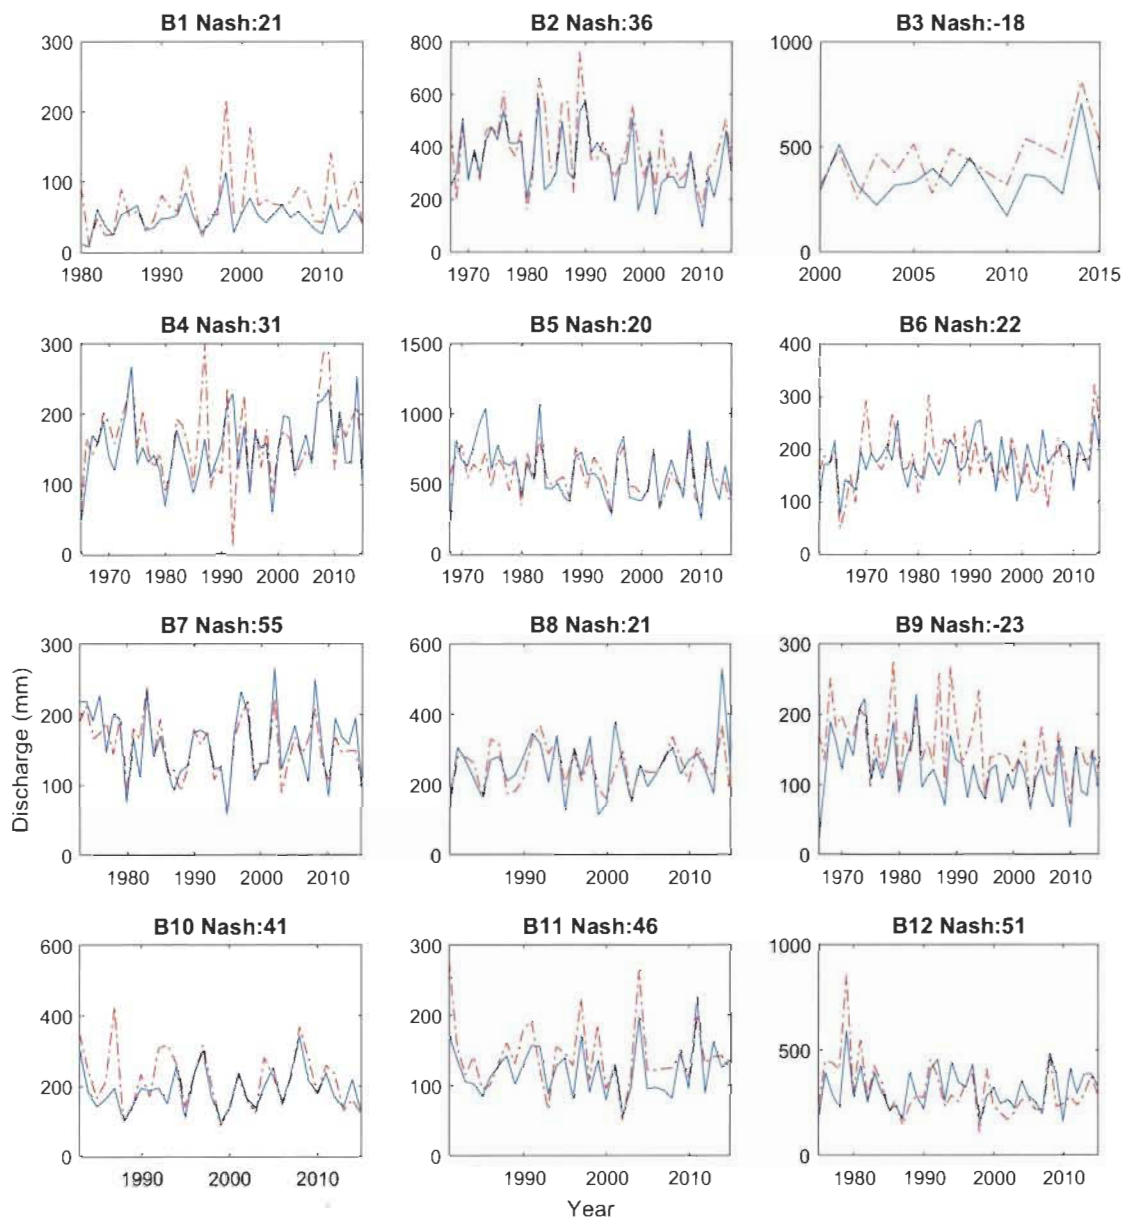 B1 Nash:21
B2 Nash:36
B3 Nash:-18
300
200
100
0
1980 1990 2000 2010
800
600
400
200
0
1970 1980 1990 2000 2010
1000
500
0
2000 2005 2010 2015
B4 Nash:31
B5 Nash:20
B6 Nash:22
300
200
100
0
1970 1980 1990 2000 2010
1500
1000
500
0
1970 1980 1990 2000 2010
400
300
200
100
0
1970 1980 1990 2000 2010
B7 Nash:55
B8 Nash:21
B9 Nash:-23
Discharge (mm)
300
200
100
0
1980 1990 2000 2010
600
400
200
0
1990 2000 2010
300
200
100
0
1970 1980 1990 2000 2010
B10 Nash:41
B11 Nash:46
B12 Nash:51
600
400
200
0
1990 2000 2010
300
200
100
0
1990 2000 2010
1000
500
0
1980 1990 2000 2010
Year